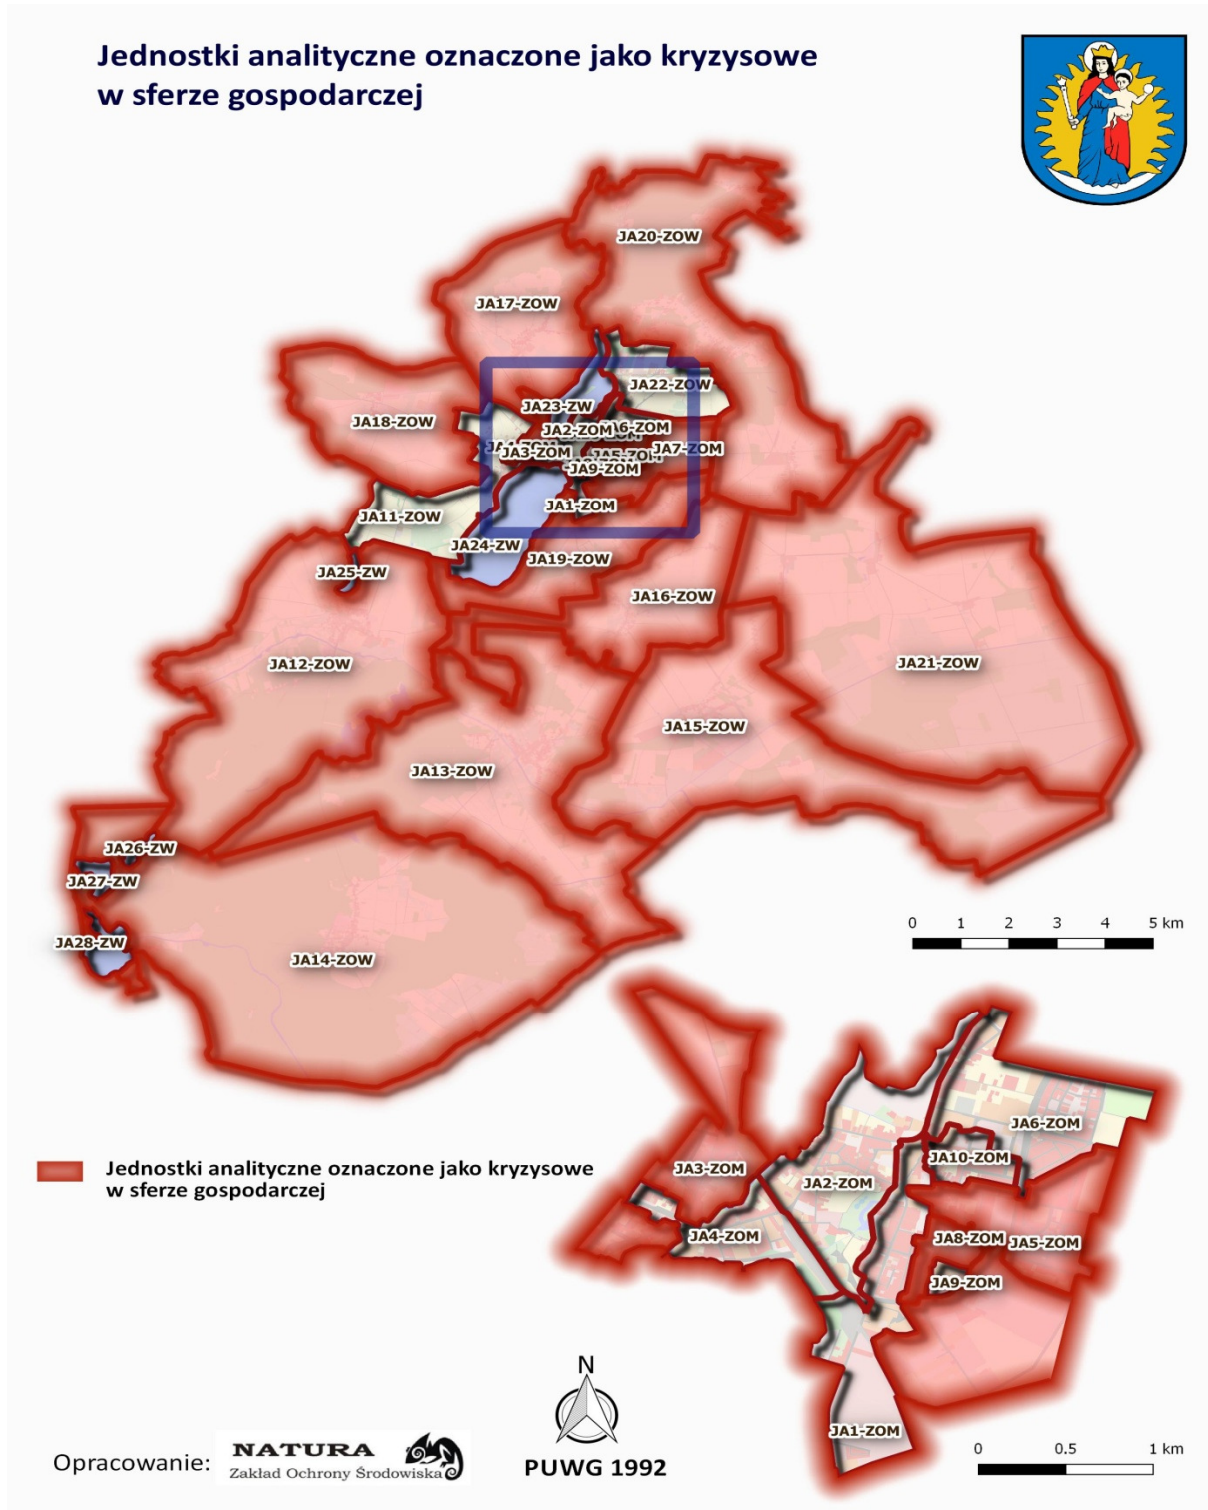 Jednostki analityczne oznaczone jako kryzysowe
w sferze gospodarczej
JA20-ZOW
JA17-ZOW
JA22-ZOW
JA23-ZW
JA18-ZOW
JA2-ZOM
JA6-ZOM
JA7-ZOM
JA3-ZOM
JA5-ZOM
JA9-ZOM
JA1-ZOM
JA11-ZOW
JA24-ZW
JA19-ZOW
JA25-ZW
JA16-ZOW
JA12-ZOW
JA21-ZOW
JA15-ZOW
JA13-ZOW
JA26-ZW
JA27-ZW
JA28-ZW
JA14-ZOW
0 1 2 3 4 5 km
JA6-ZOM
JA10-ZOM
JA3-ZOM
JA2-ZOM
JA4-ZOM
JA8-ZOM
JA5-ZOM
JA9-ZOM
JA1-ZOM
Jednostki analityczne oznaczone jako kryzysowe
w sferze gospodarczej
N
PUWG 1992
0 0.5 1 km
Opracowanie:
NATURA
Zakład Ochrony Środowiska